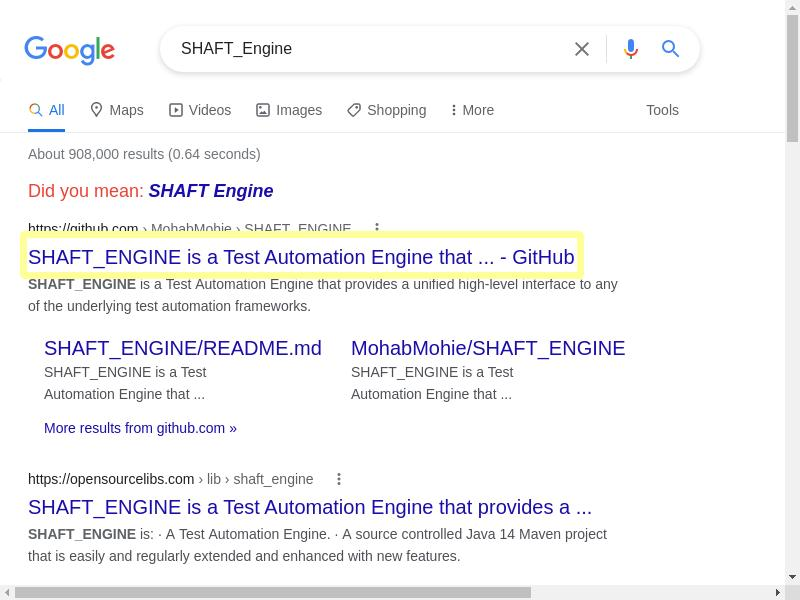 Google
SHAFT_Engine
All Maps Videos Images Shopping More Tools
About 908,000 results (0.64 seconds)
Did you mean: SHAFT Engine
https://github.com › MohabMohie › SHAFT_ENGINE
SHAFT_ENGINE is a Test Automation Engine that ... - GitHub
SHAFT_ENGINE is a Test Automation Engine that provides a unified high-level interface to any
of the underlying test automation frameworks.
SHAFT_ENGINE/README.md
SHAFT_ENGINE is a Test
Automation Engine that ...
MohabMohie/SHAFT_ENGINE
SHAFT_ENGINE is a Test
Automation Engine that ...
More results from github.com »
https://opensourcelibs.com › lib › shaft_engine
SHAFT_ENGINE is a Test Automation Engine that provides a ...
SHAFT_ENGINE is: · A Test Automation Engine. · A source controlled Java 14 Maven project
that is easily and regularly extended and enhanced with new features.